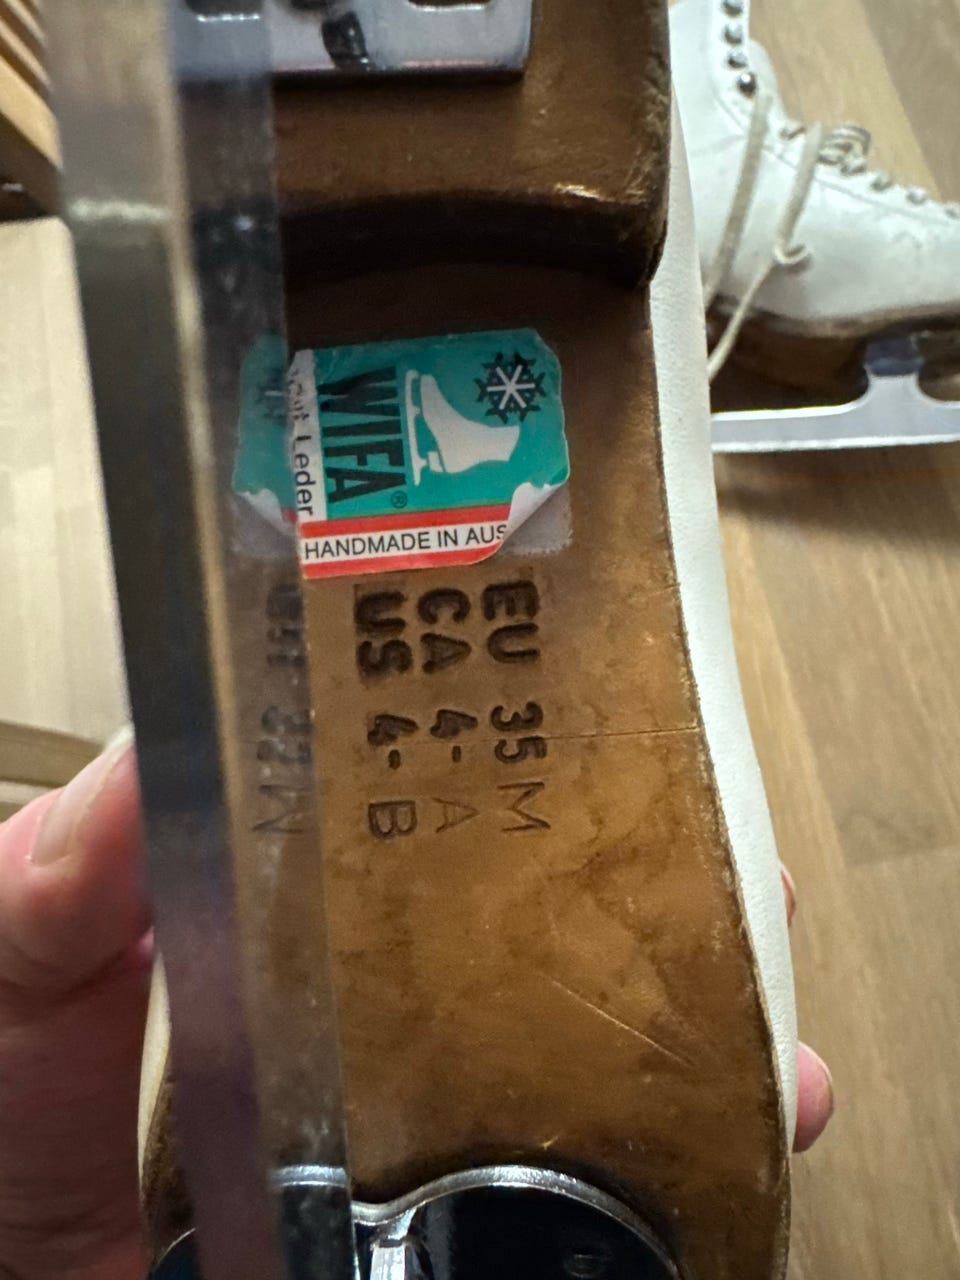 WIFA®
Leder
HANDMADE IN AUS
EU 35 M
CA 4- A
US 4- B